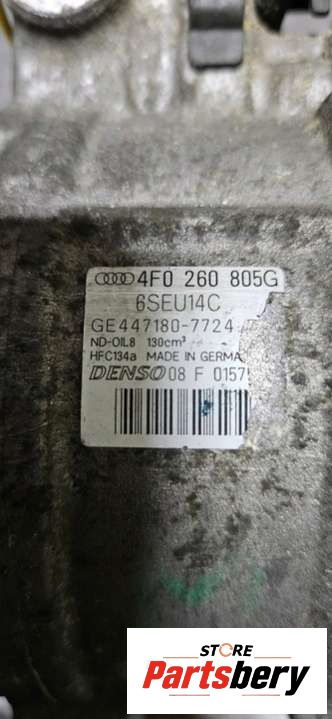 4F0 260 805G
6SEU14C
GE447180-7724
ND-OIL8 130cm³
HFC134a MADE IN GERMA
DENSO 08 F 0157
STORE
Partsbery